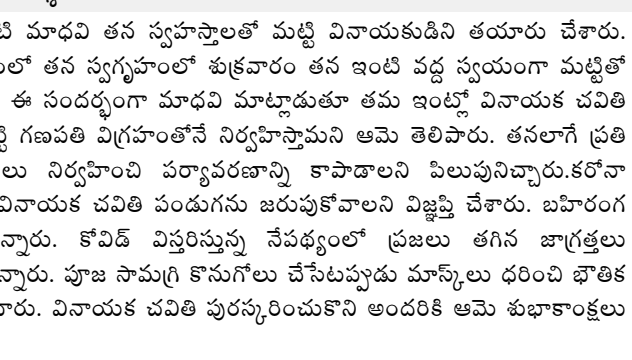 టి మాధవి తన స్వహస్తాలతో మట్టి వినాయకుడిని తయారు చేశారు.
లో తన స్వగృహంలో శుక్రవారం తన ఇంటి వద్ద స్వయంగా మట్టితో
ఈ సందర్భంగా మాధవి మాట్లాడుతూ తమ ఇంట్లో వినాయక చవితి
ట్టి గణపతి విగ్రహంతోనే నిర్వహిస్తామని ఆమె తెలిపారు. తనలాగే ప్రతి
లు నిర్వహించి పర్యావరణాన్ని కాపాడాలని పిలుపునిచ్చారు.కరోనా
వినాయక చవితి పండుగను జరుపుకోవాలని విజ్ఞప్తి చేశారు. బహిరంగ
న్నారు. కోవిడ్ విస్తరిస్తున్న నేపథ్యంలో ప్రజలు తగిన జాగ్రత్తలు
న్నారు. పూజ సామగ్రి కొనుగోలు చేసేటప్పుడు మాస్క్‌లు ధరించి భౌతిక
ారు. వినాయక చవితి పురస్కరించుకొని అందరికి ఆమె శుభాకాంక్షలు